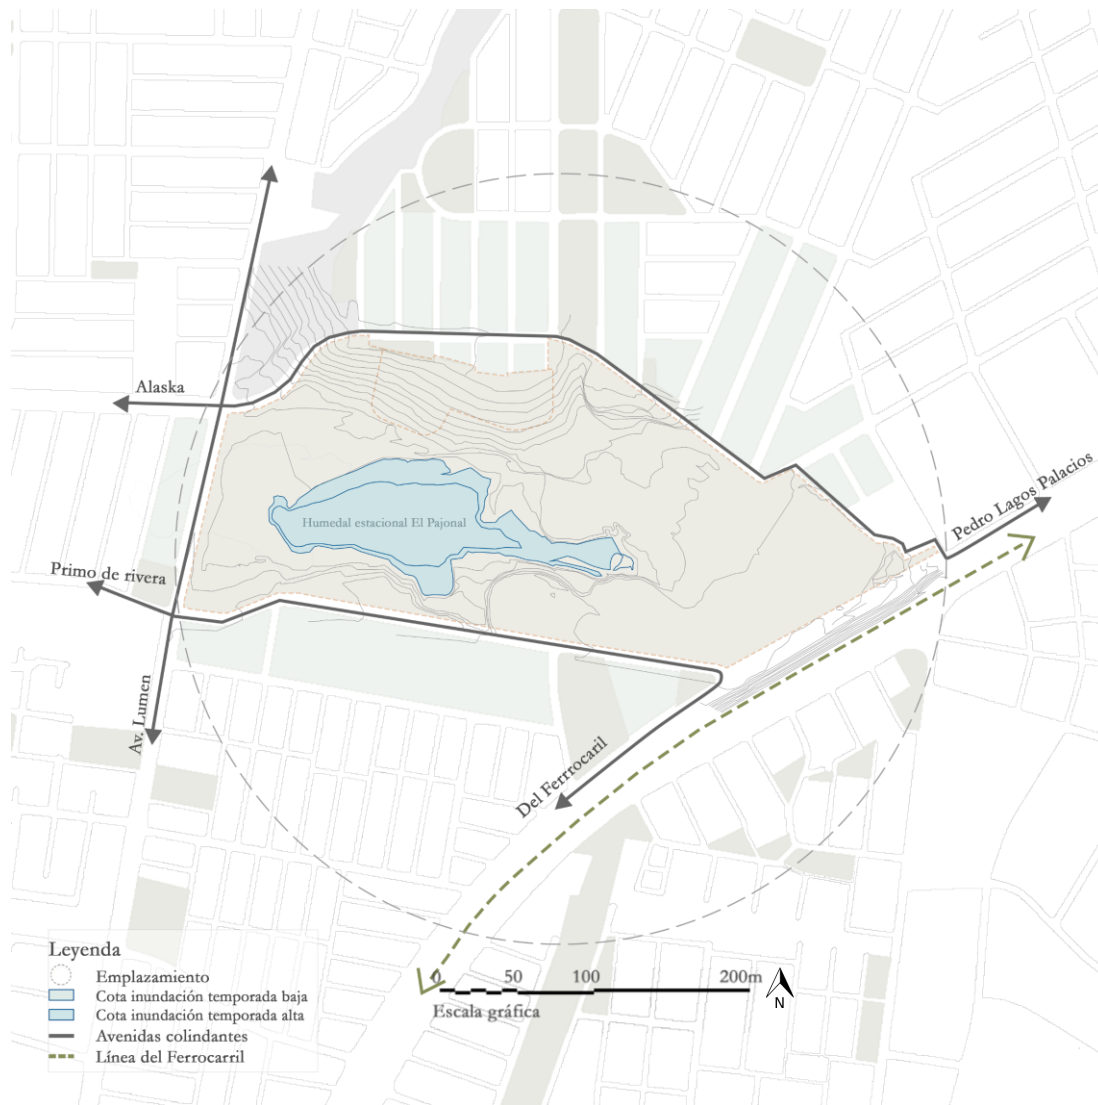 Alaska
Pedro Lagos Palacios
Humedal estacional El Pajonal
Primo de rivera
Av. Lumen
Del Ferrrocaril
Leyenda
Emplazamiento
Cota inundación temporada baja
Cota inundación temporada alta
Avenidas colindantes
Línea del Ferrocarril
0 50 100 200m
Escala gráfica
N